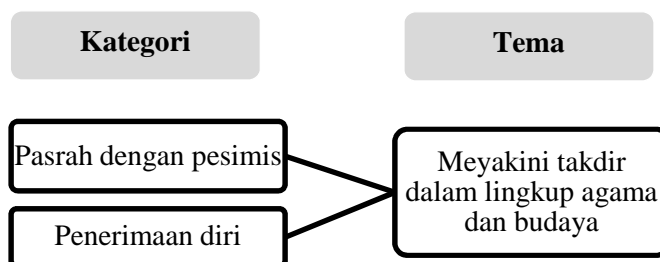 Kategori
Tema
Pasrah dengan pesimis
Penerimaan diri
Meyakini takdir
dalam lingkup agama
dan budaya